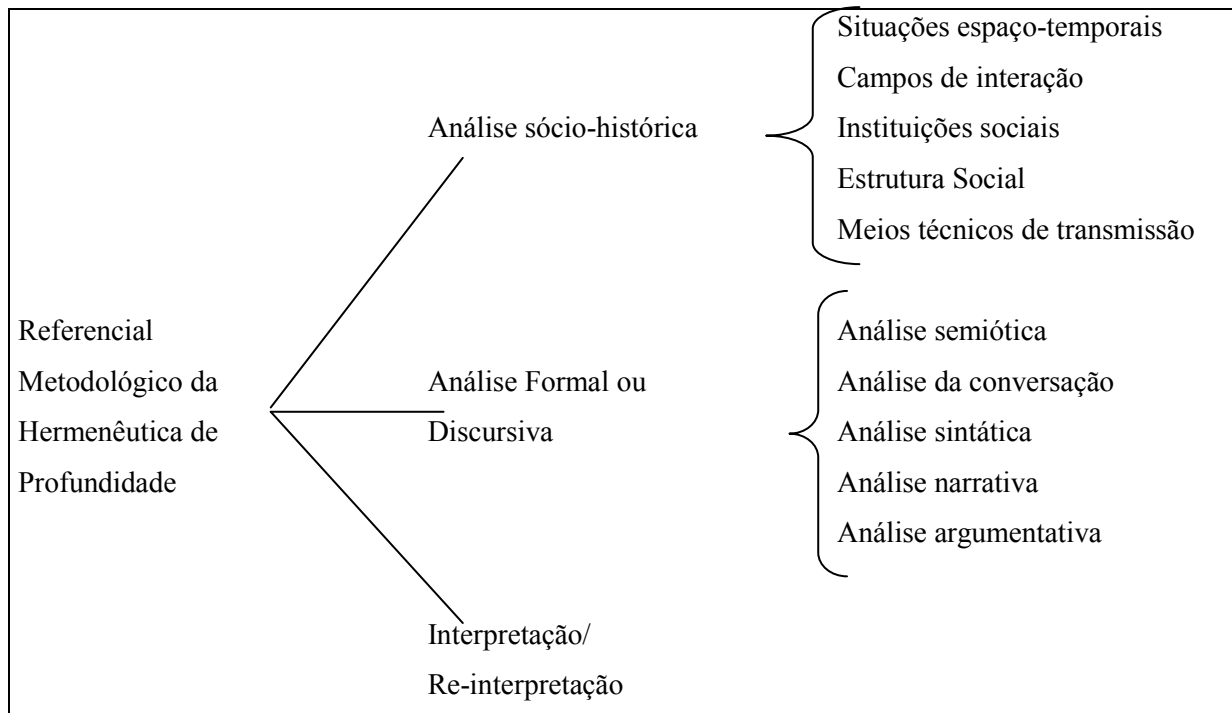 Situações espaço-temporais
Campos de interação
Análise sócio-histórica
Instituições sociais
Estrutura Social
Meios técnicos de transmissão
Referencial
Metodológico da
Hermenêutica de
Profundidade
Análise Formal ou
Discursiva
Análise semiótica
Análise da conversação
Análise sintática
Análise narrativa
Análise argumentativa
Interpretação/
Re-interpretação